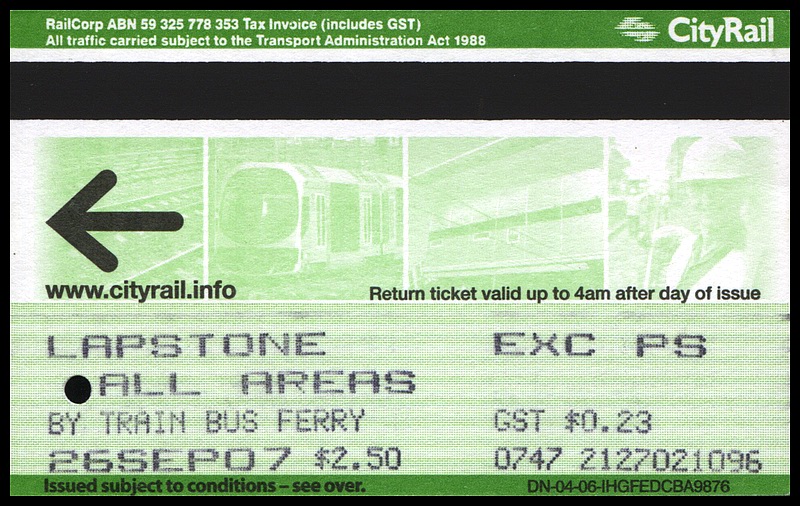 RailCorp ABN 59 325 778 353 Tax Invoice (includes GST)
All traffic carried subject to the Transport Administration Act 1988
CityRail
www.cityrail.info
Return ticket valid up to 4am after day of issue
LAPSTONE EXC PS
ALL AREAS
BY TRAIN BUS FERRY GST $0.23
26SEP07 $2.50 0747 2127021096
Issued subject to conditions – see over. DN-04-06-IHGFEDCBA9876